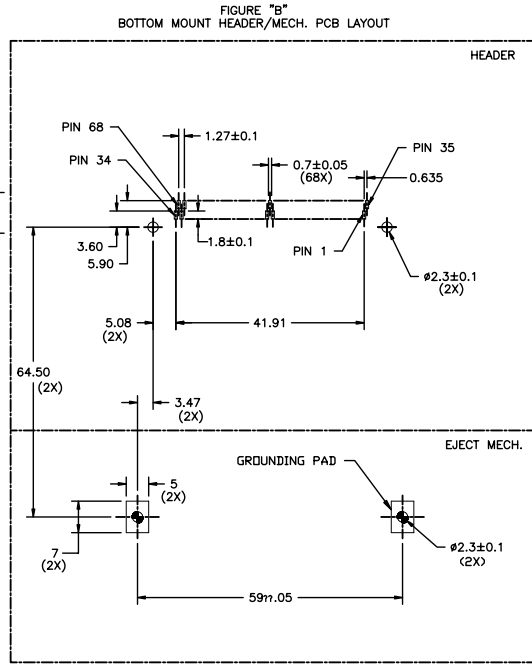 FIGURE "B"
BOTTOM MOUNT HEADER/MECH. PCB LAYOUT
HEADER
PIN 68
1.27±0.1
PIN 34
0.7±0.05
(68X)
PIN 35
0.635
3.60
5.90
1.8±0.1
PIN 1
ø2.3±0.1
(2X)
5.08
(2X)
41.91
64.50
(2X)
3.47
(2X)
EJECT MECH.
GROUNDING PAD
5
(2X)
7
(2X)
ø2.3±0.1
(2X)
5977.05